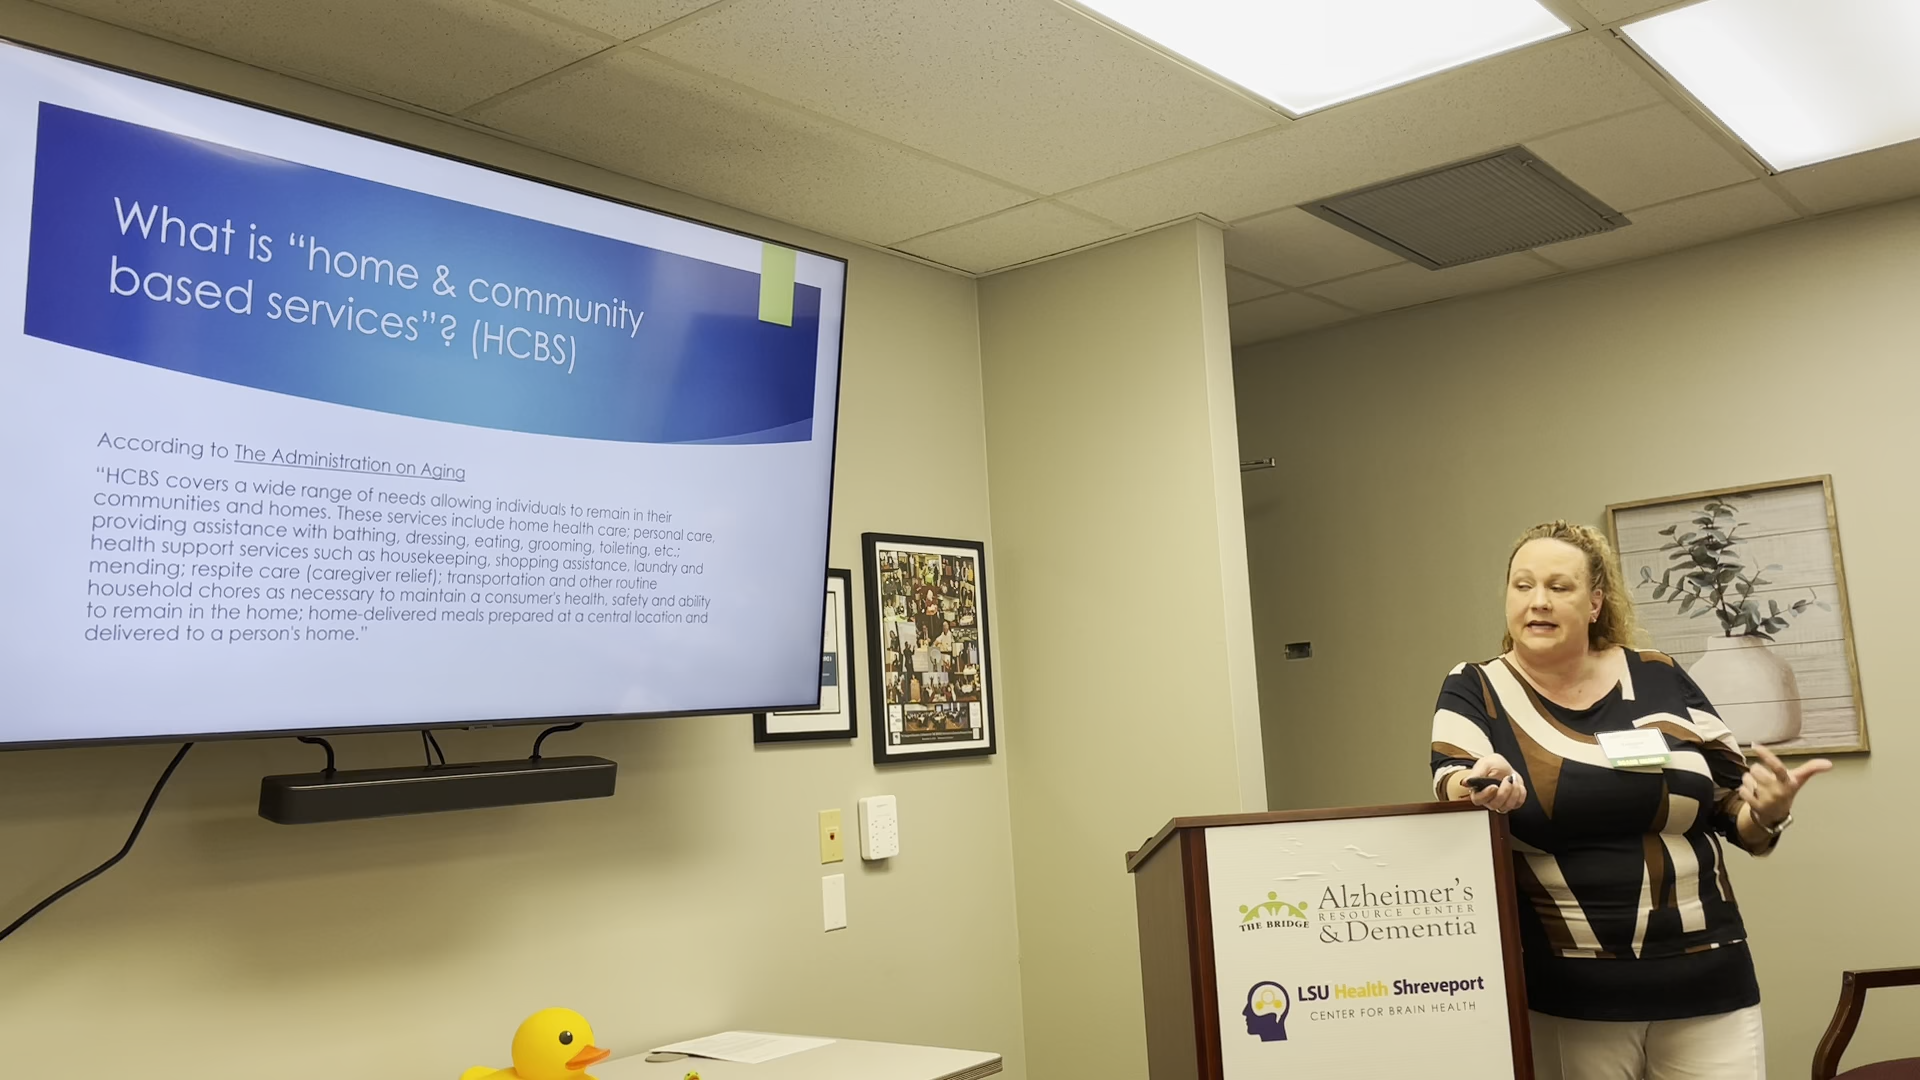 What is “home & community
based services”? (HCBS)
According to The Administration on Aging
“HCBS covers a wide range of needs allowing individuals to remain in their
communities and homes. These services include home health care; personal care,
providing assistance with bathing, dressing, eating, grooming, toileting, etc.;
health support services such as housekeeping, shopping assistance, laundry and
mending; respite care (caregiver relief); transportation and other routine
household chores as necessary to maintain a consumer's health, safety and ability
to remain in the home; home-delivered meals prepared at a central location and
delivered to a person's home.”
THE BRIDGE
Alzheimer's
RESOURCE CENTER
& Dementia
LSU Health Shreveport
CENTER FOR BRAIN HEALTH